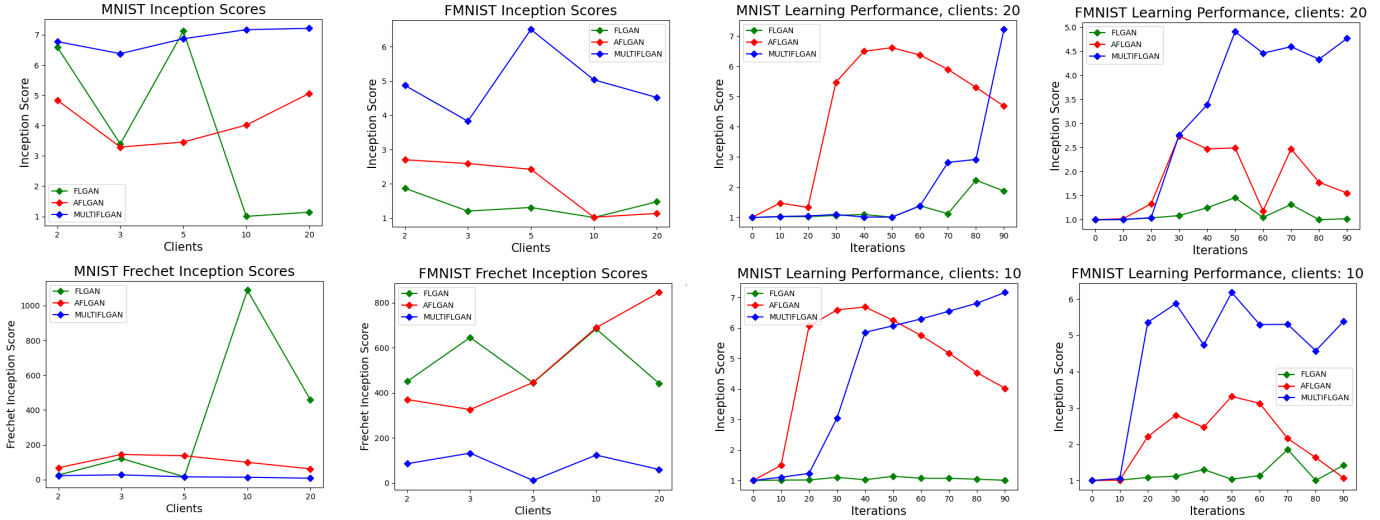 MNIST Inception Scores
Inception Score
7
6
5
4
3
2
1
FLGAN
AFLGAN
MULTIFLGAN
2 3 5 10 20
Clients
FMNIST Inception Scores
Inception Score
6
5
4
3
2
1
FLGAN
AFLGAN
MULTIFLGAN
2 3 5 10 20
Clients
MNIST Learning Performance, clients: 20
Inception Score
7
6
5
4
3
2
1
FLGAN
AFLGAN
MULTIFLGAN
0 10 20 30 40 50 60 70 80 90
Iterations
FMNIST Learning Performance, clients: 20
Inception Score
5.0
4.5
4.0
3.5
3.0
2.5
2.0
1.5
1.0
FLGAN
AFLGAN
MULTIFLGAN
0 10 20 30 40 50 60 70 80 90
Iterations
MNIST Frechet Inception Scores
Frechet Inception Score
1000
800
600
400
200
0
FLGAN
AFLGAN
MULTIFLGAN
2 3 5 10 20
Clients
FMNIST Frechet Inception Scores
Frechet Inception Score
800
600
400
200
0
FLGAN
AFLGAN
MULTIFLGAN
2 3 5 10 20
Clients
MNIST Learning Performance, clients: 10
Inception Score
7
6
5
4
3
2
1
FLGAN
AFLGAN
MULTIFLGAN
0 10 20 30 40 50 60 70 80 90
Iterations
FMNIST Learning Performance, clients: 10
Inception Score
6
5
4
3
2
1
FLGAN
AFLGAN
MULTIFLGAN
0 10 20 30 40 50 60 70 80 90
Iterations